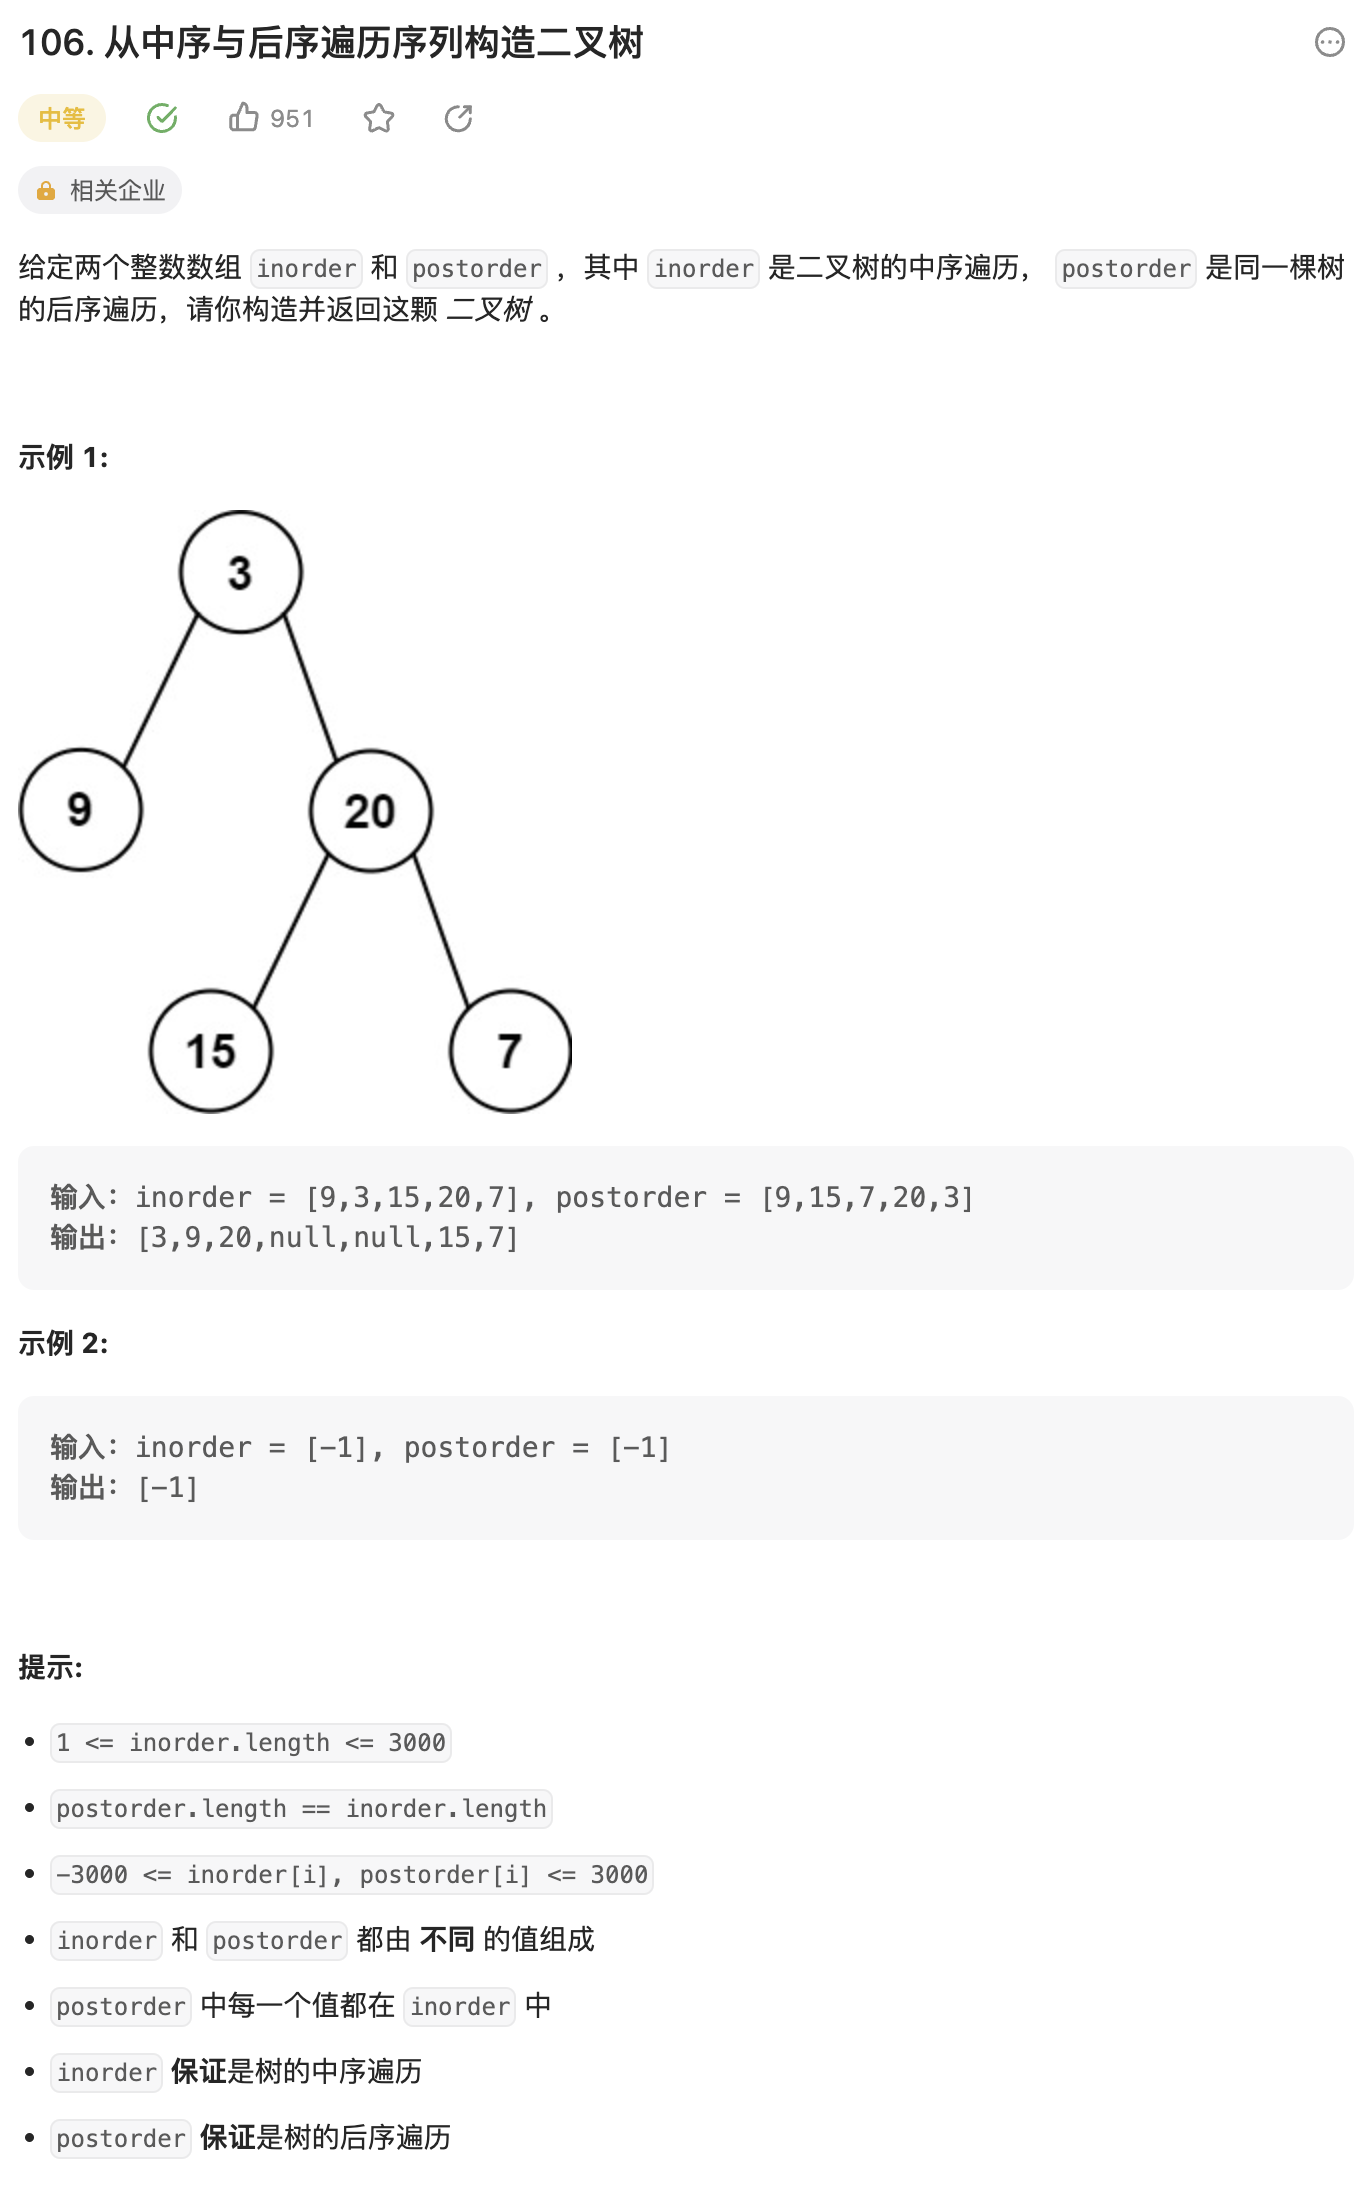 106. 从中序与后序遍历序列构造二叉树
中等 951
相关企业
给定两个整数数组 inorder 和 postorder ，其中 inorder 是二叉树的中序遍历， postorder 是同一棵树
的后序遍历，请你构造并返回这颗 二叉树 。
示例 1:
3
9
20
15
7
输入：inorder = [9,3,15,20,7], postorder = [9,15,7,20,3]
输出：[3,9,20,null,null,15,7]
示例 2:
输入：inorder = [-1], postorder = [-1]
输出：[-1]
提示:
1 <= inorder.length <= 3000
postorder.length == inorder.length
-3000 <= inorder[i], postorder[i] <= 3000
inorder 和 postorder 都由 不同 的值组成
postorder 中每一个值都在 inorder 中
inorder 保证是树的中序遍历
postorder 保证是树的后序遍历